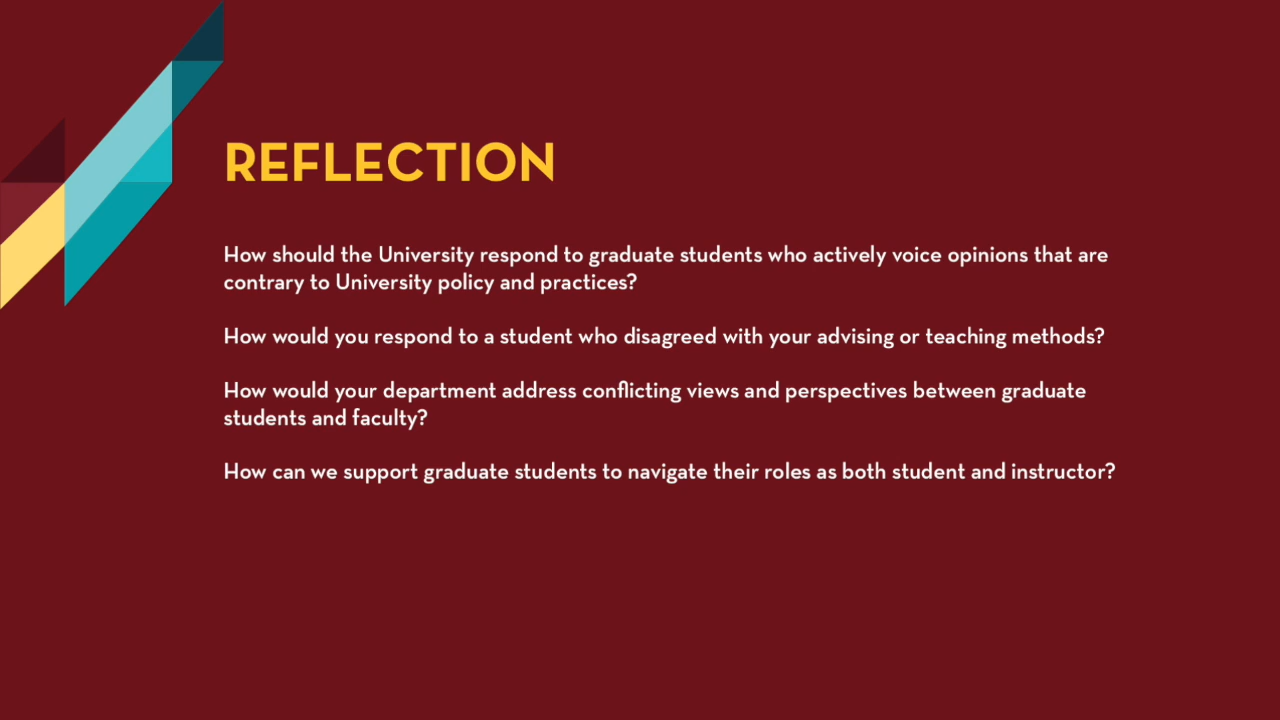 REFLECTION
How should the University respond to graduate students who actively voice opinions that are
contrary to University policy and practices?
How would you respond to a student who disagreed with your advising or teaching methods?
How would your department address conflicting views and perspectives between graduate
students and faculty?
How can we support graduate students to navigate their roles as both student and instructor?